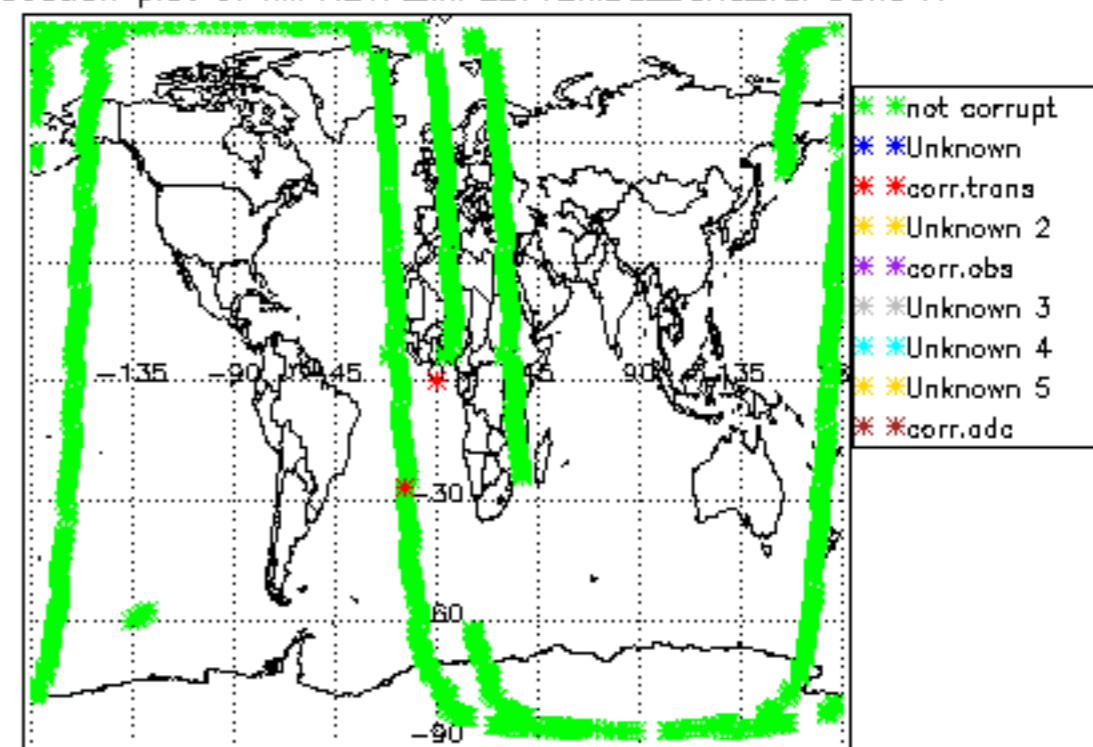 not corrupt
Unknown
corr.trans
Unknown 2
corr.obs
Unknown 3
Unknown 4
Unknown 5
corr.adc
-135 -90 45 45 90 135
-30
-60
-90